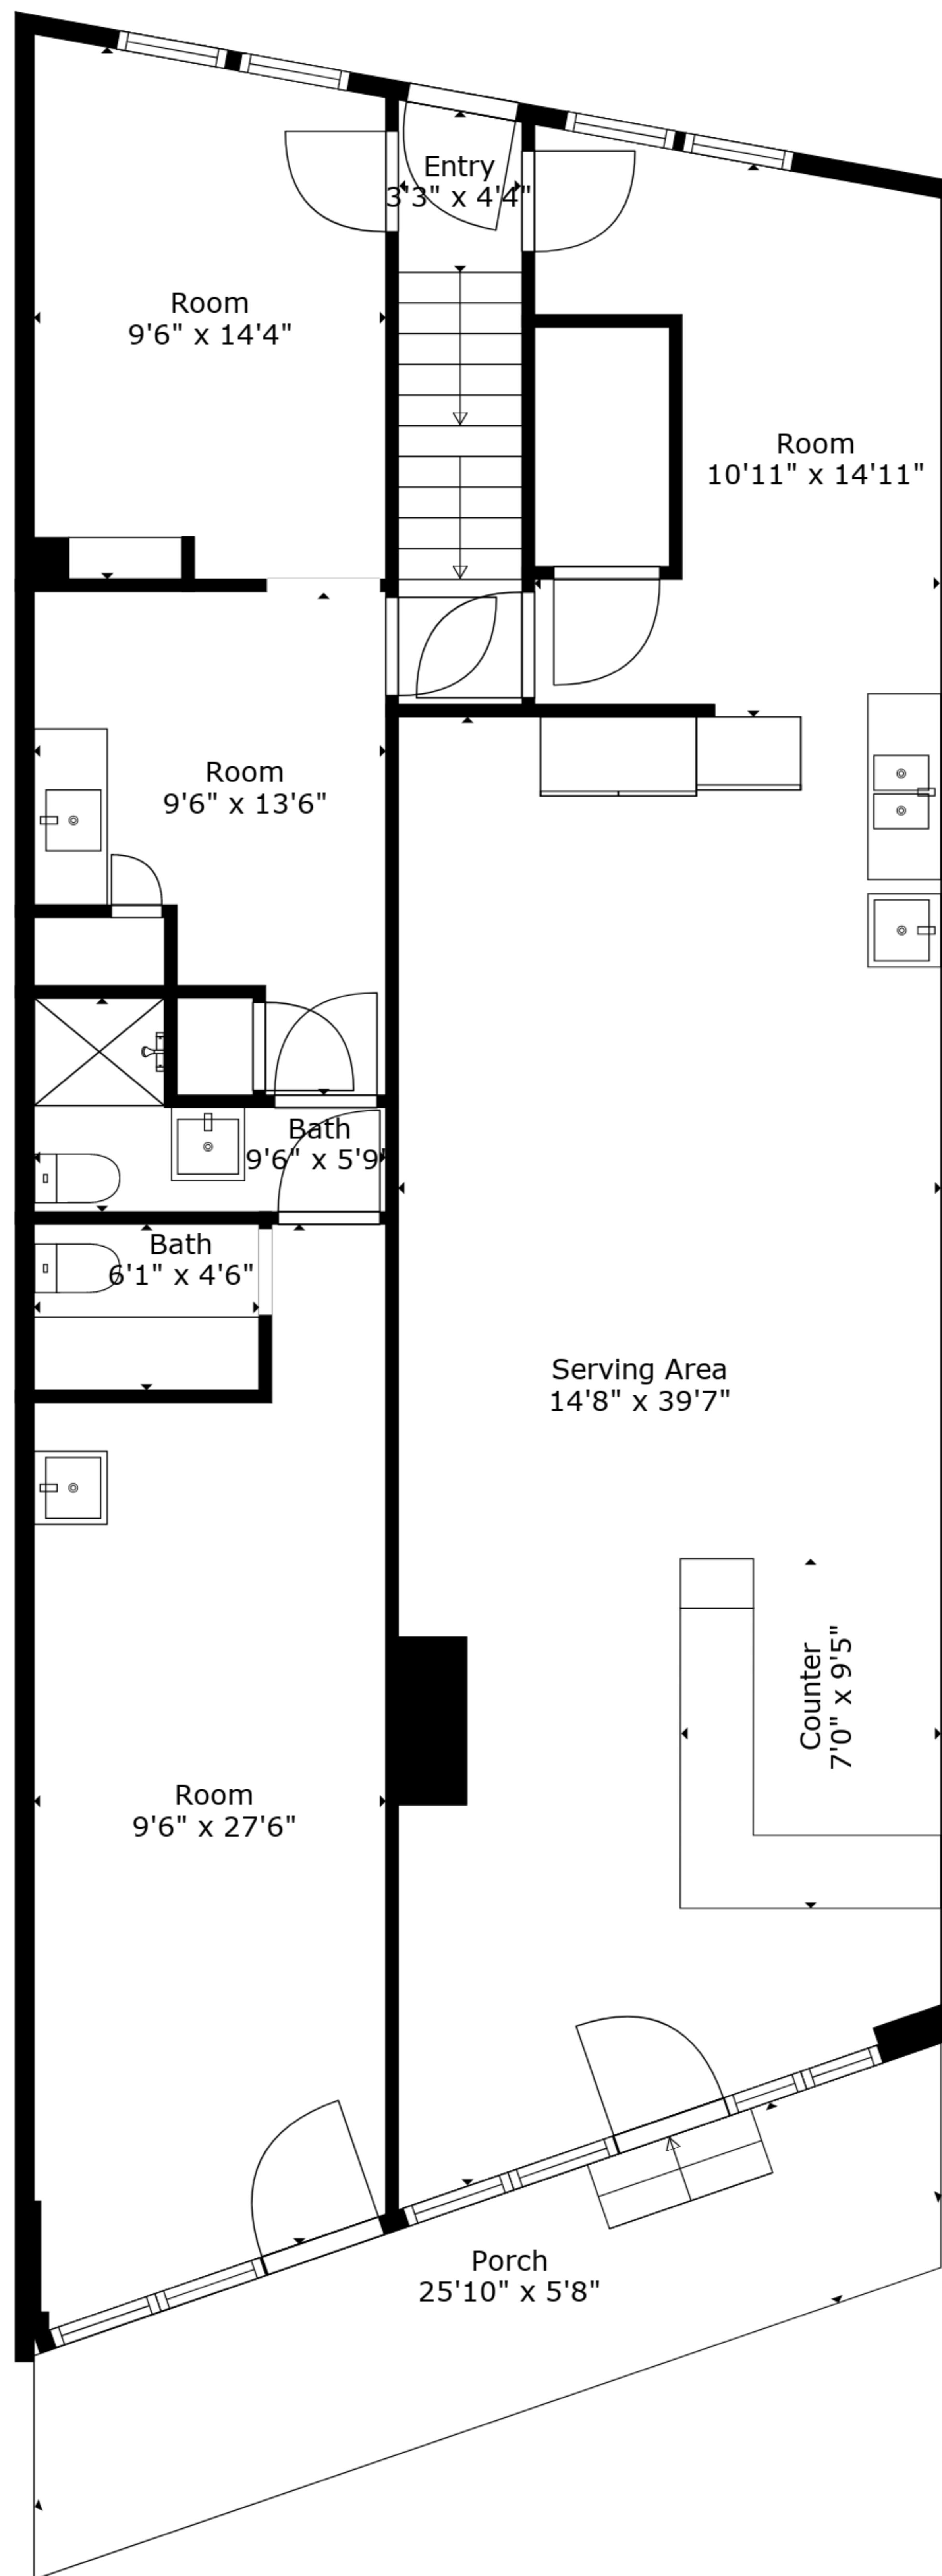 Entry
3'3" x 4'4"
Room
9'6" x 14'4"
Room
10'11" x 14'11"
Room
9'6" x 13'6"
Bath
9'6" x 5'9"
Bath
6'1" x 4'6"
Serving Area
14'8" x 39'7"
Counter
7'0" x 9'5"
Room
9'6" x 27'6"
Porch
25'10" x 5'8"